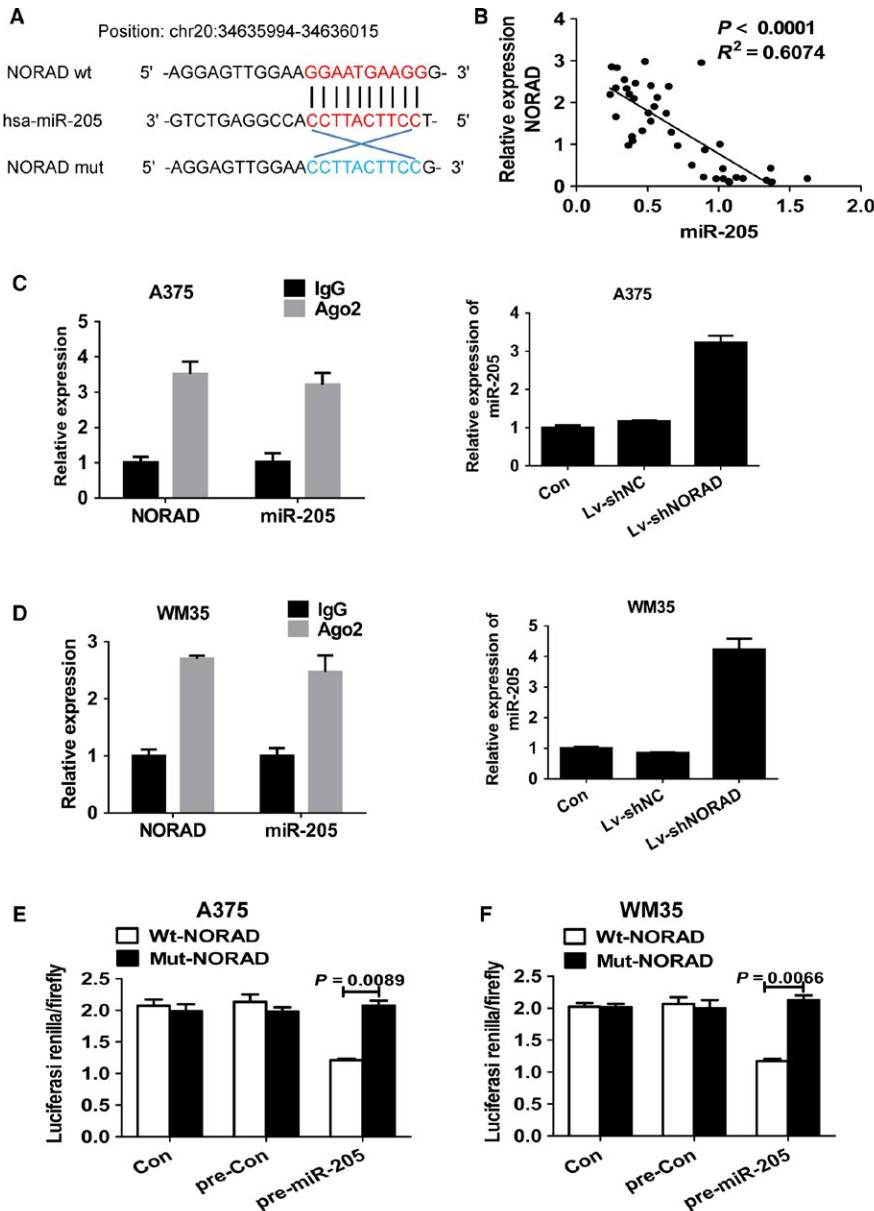 A
Position: chr20:34635994-34636015
NORAD wt 5' -AGGAGTTGGAAGGAATGAAGGG- 3'
hsa-miR-205 3' -GTCTGAGGCCACCTTACTTCCT- 5'
NORAD mut 5' -AGGAGTTGGAACCTTACTTCCG- 3'
B
Relative expression
NORAD
4
3
2
1
0
P < 0.0001
R² = 0.6074
0.0 0.5 1.0 1.5 2.0
miR-205
C
A375
IgG
Ago2
Relative expression
5
4
3
2
1
0
NORAD miR-205
A375
Relative expression of
miR-205
4
3
2
1
0
Con
Lv-shNC
Lv-shNORAD
D
WM35
IgG
Ago2
Relative expression
3
2
1
0
NORAD miR-205
WM35
Relative expression of
miR-205
5
4
3
2
1
0
Con
Lv-shNC
Lv-shNORAD
E
A375
Wt-NORAD
Mut-NORAD
Luciferasi renilla/firefly
2.5
2.0
1.5
1.0
0.5
0.0
P = 0.0089
Con
pre-Con
pre-miR-205
F
WM35
Wt-NORAD
Mut-NORAD
Luciferasi renilla/firefly
2.5
2.0
1.5
1.0
0.5
0.0
P = 0.0066
Con
pre-Con
pre-miR-205